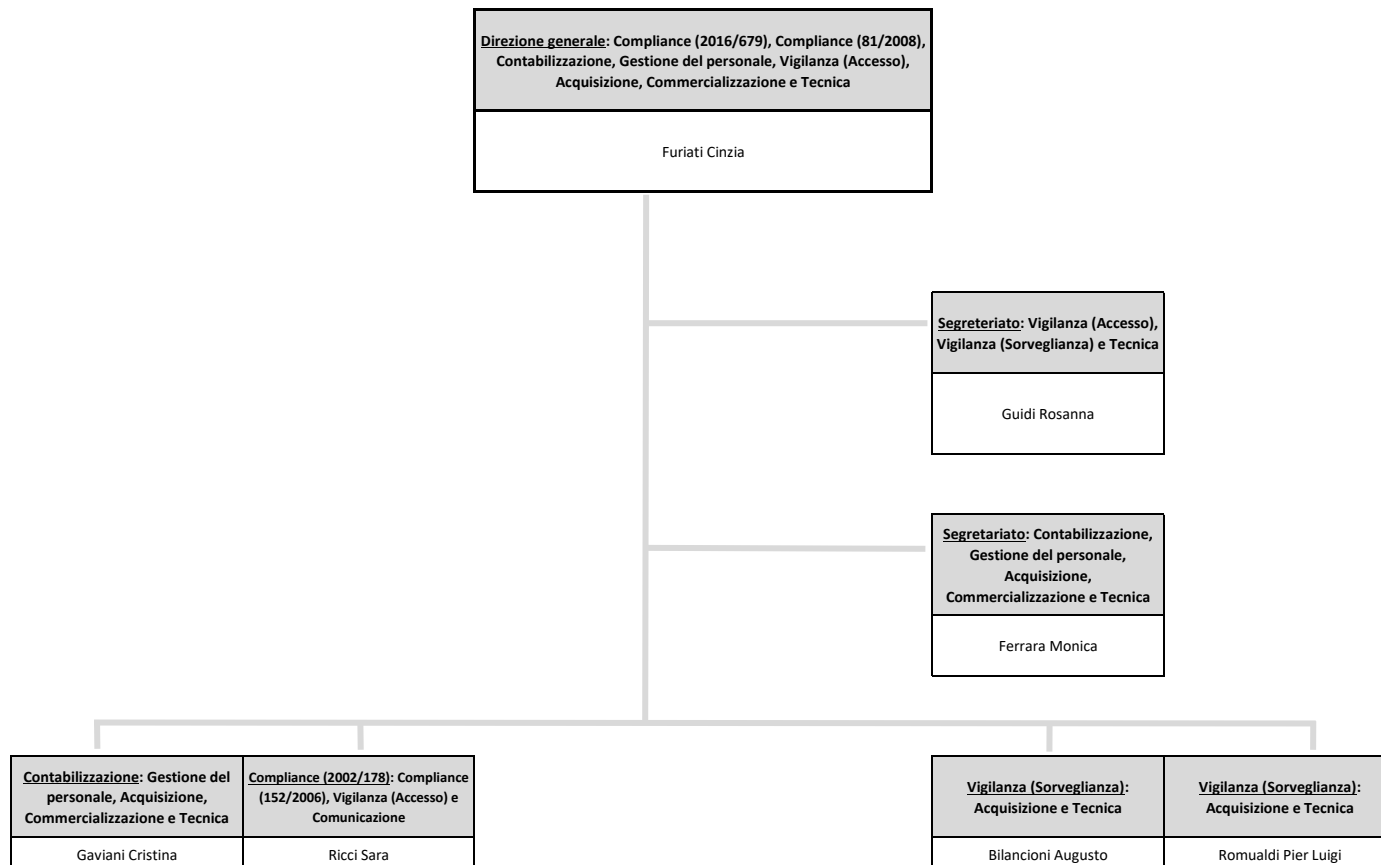 Direzione generale: Compliance (2016/679), Compliance (81/2008),
Contabilizzazione, Gestione del personale, Vigilanza (Accesso),
Acquisizione, Commercializzazione e Tecnica
Furiati Cinzia
Segreteriato: Vigilanza (Accesso),
Vigilanza (Sorveglianza) e Tecnica
Guidi Rosanna
Segretariato: Contabilizzazione,
Gestione del personale,
Acquisizione,
Commercializzazione e Tecnica
Ferrara Monica
Contabilizzazione: Gestione del
personale, Acquisizione,
Commercializzazione e Tecnica
Gaviani Cristina
Compliance (2002/178): Compliance
(152/2006), Vigilanza (Accesso) e
Comunicazione
Ricci Sara
Vigilanza (Sorveglianza):
Acquisizione e Tecnica
Bilancioni Augusto
Vigilanza (Sorveglianza):
Acquisizione e Tecnica
Romualdi Pier Luigi